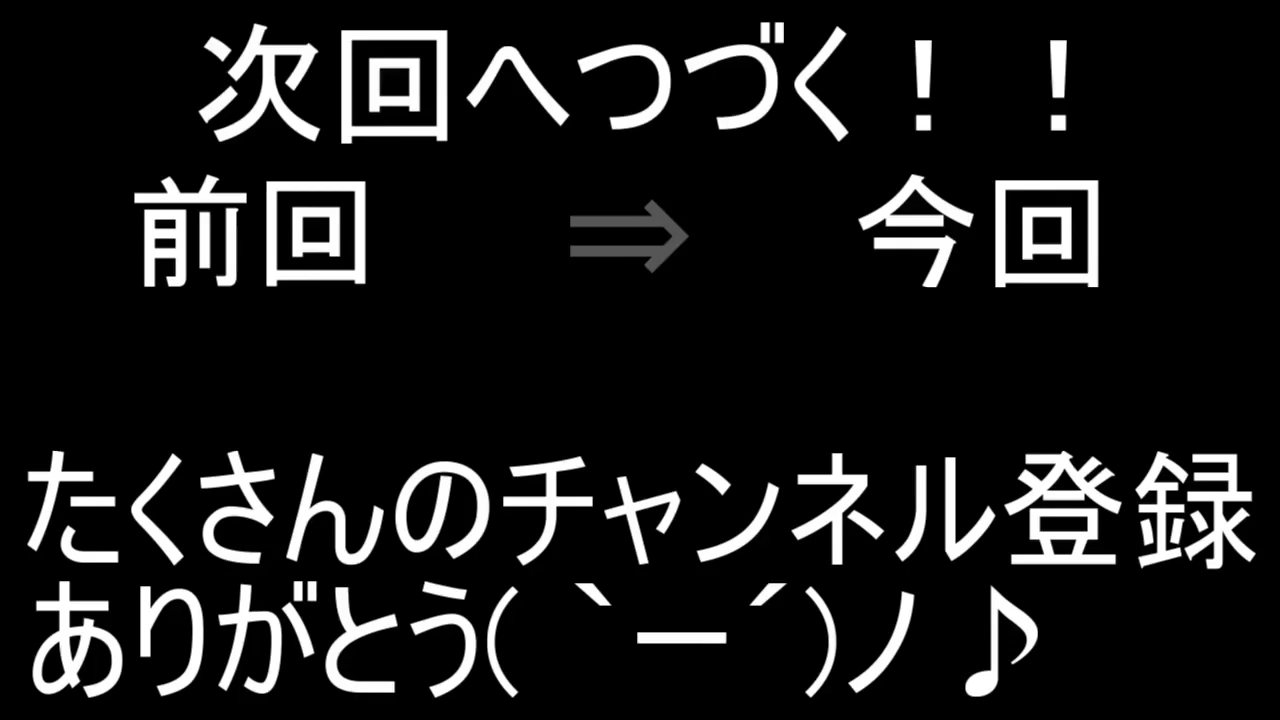 次回へつづく！！
前回　⇒　今回
たくさんのチャンネル登録
ありがとう( ｀ー´)ノ♪